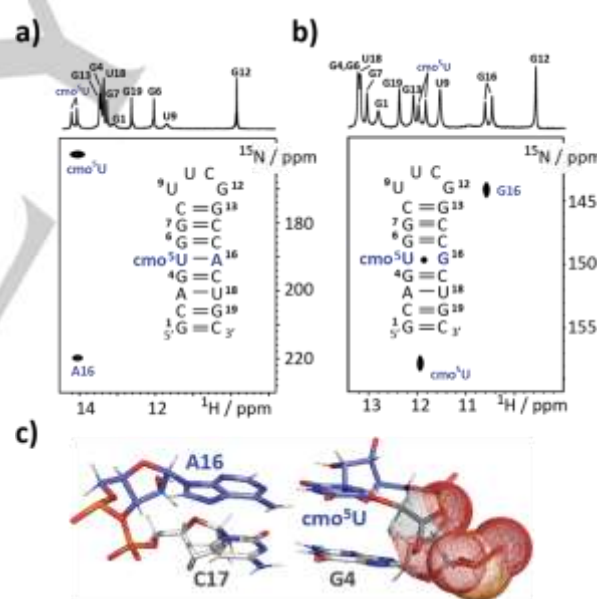 a)
cmo⁵U
G13
G4
U18
G7
G1
G19
G6
U9
G12
¹⁵N / ppm
cmo⁵U
U C
⁹U G¹²
C ═ G¹³
⁷G ═ C
⁶G ═ C
cmo⁵U — A¹⁶
⁴G ═ C
A — U¹⁸
C ═ G¹⁹
¹G ═ C
5' 3'
180
200
220
A16
14 12 ¹H / ppm
b)
G4,G6
U18
G7
G1
G19
G13
cmo⁵U
U9
G16
G12
¹⁵N / ppm
U C
⁹U G¹²
G16
C ═ G¹³
⁷G ═ C
⁶G ═ C
cmo⁵U • G¹⁶
⁴G ═ C
A — U¹⁸
C ═ G¹⁹
¹G ═ C
5' 3'
145
150
155
cmo⁵U
13 12 11 ¹H / ppm
c)
A16
cmo⁵U
C17
G4